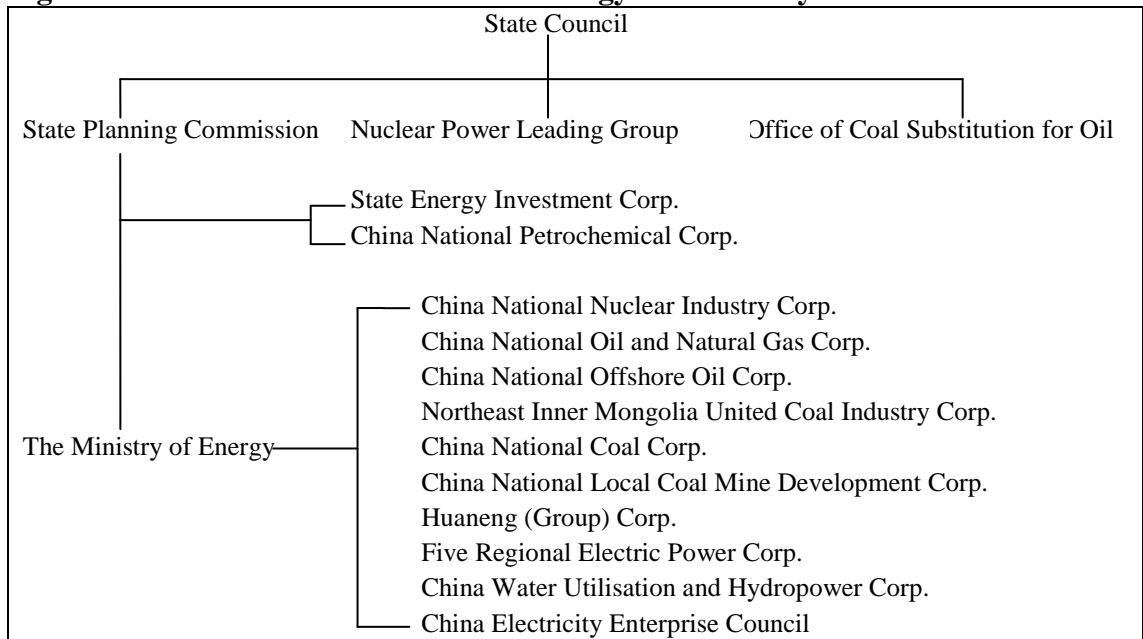 State Council
State Planning Commission Nuclear Power Leading Group Office of Coal Substitution for Oil
State Energy Investment Corp.
China National Petrochemical Corp.
China National Nuclear Industry Corp.
China National Oil and Natural Gas Corp.
China National Offshore Oil Corp.
Northeast Inner Mongolia United Coal Industry Corp.
The Ministry of Energy China National Coal Corp.
China National Local Coal Mine Development Corp.
Huaneng (Group) Corp.
Five Regional Electric Power Corp.
China Water Utilisation and Hydropower Corp.
China Electricity Enterprise Council